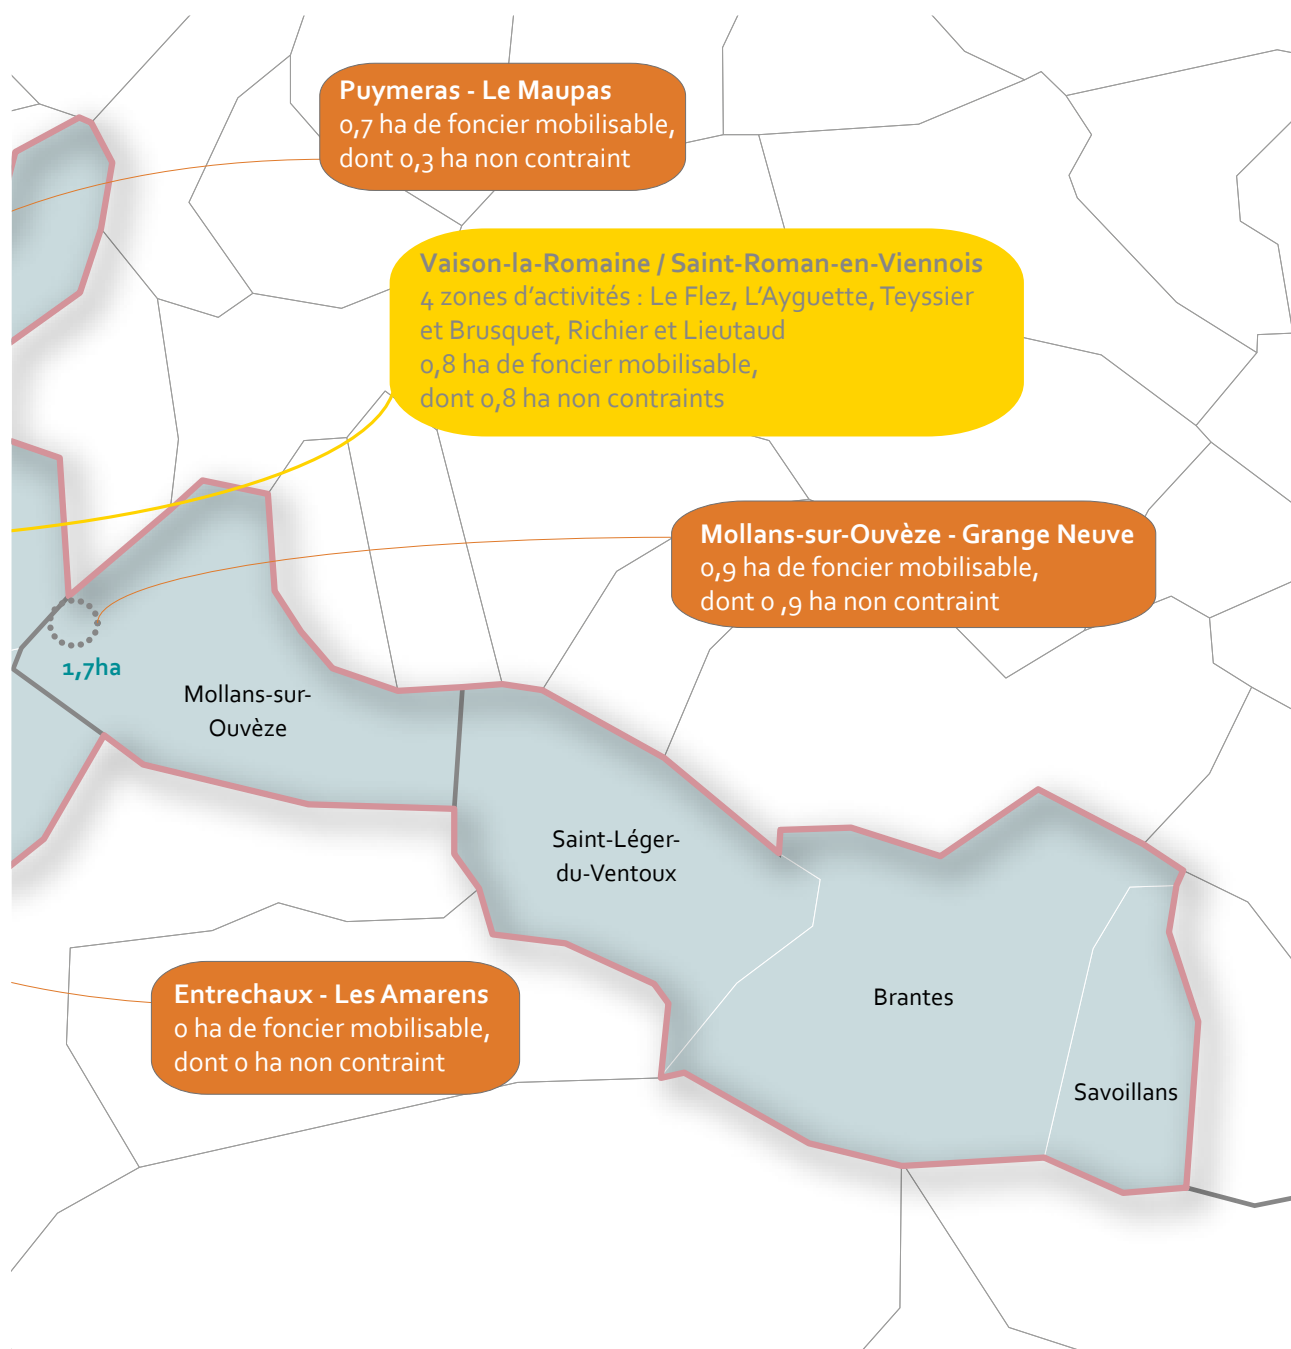 Puymeras - Le Maupas
0,7 ha de foncier mobilisable,
dont 0,3 ha non contraint
Vaison-la-Romaine / Saint-Roman-en-Viennois
4 zones d’activités : Le Flez, L’Ayguette, Teyssier
et Brusquet, Richier et Lieutaud
0,8 ha de foncier mobilisable,
dont 0,8 ha non contraints
Mollans-sur-Ouvèze - Grange Neuve
0,9 ha de foncier mobilisable,
dont 0 ,9 ha non contraint
1,7ha
Mollans-sur-
Ouvèze
Saint-Léger-
du-Ventoux
Entrechaux - Les Amarens
0 ha de foncier mobilisable,
dont 0 ha non contraint
Brantes
Savoillans